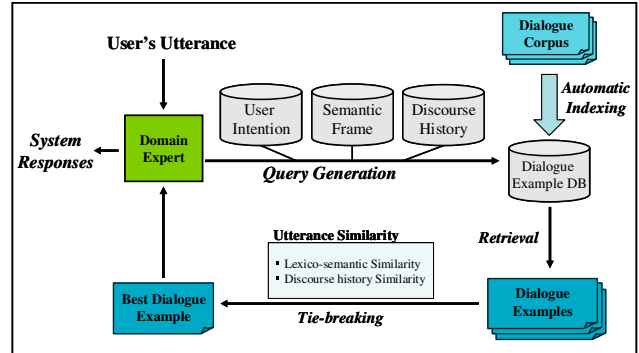 User's Utterance
Dialogue
Corpus
Automatic
Indexing
User
Intention
Semantic
Frame
Discourse
History
System
Responses
Domain
Expert
Query Generation
Dialogue
Example DB
Retrieval
Utterance Similarity
▪ Lexico-semantic Similarity
▪ Discourse history Similarity
Best Dialogue
Example
Tie-breaking
Dialogue
Examples